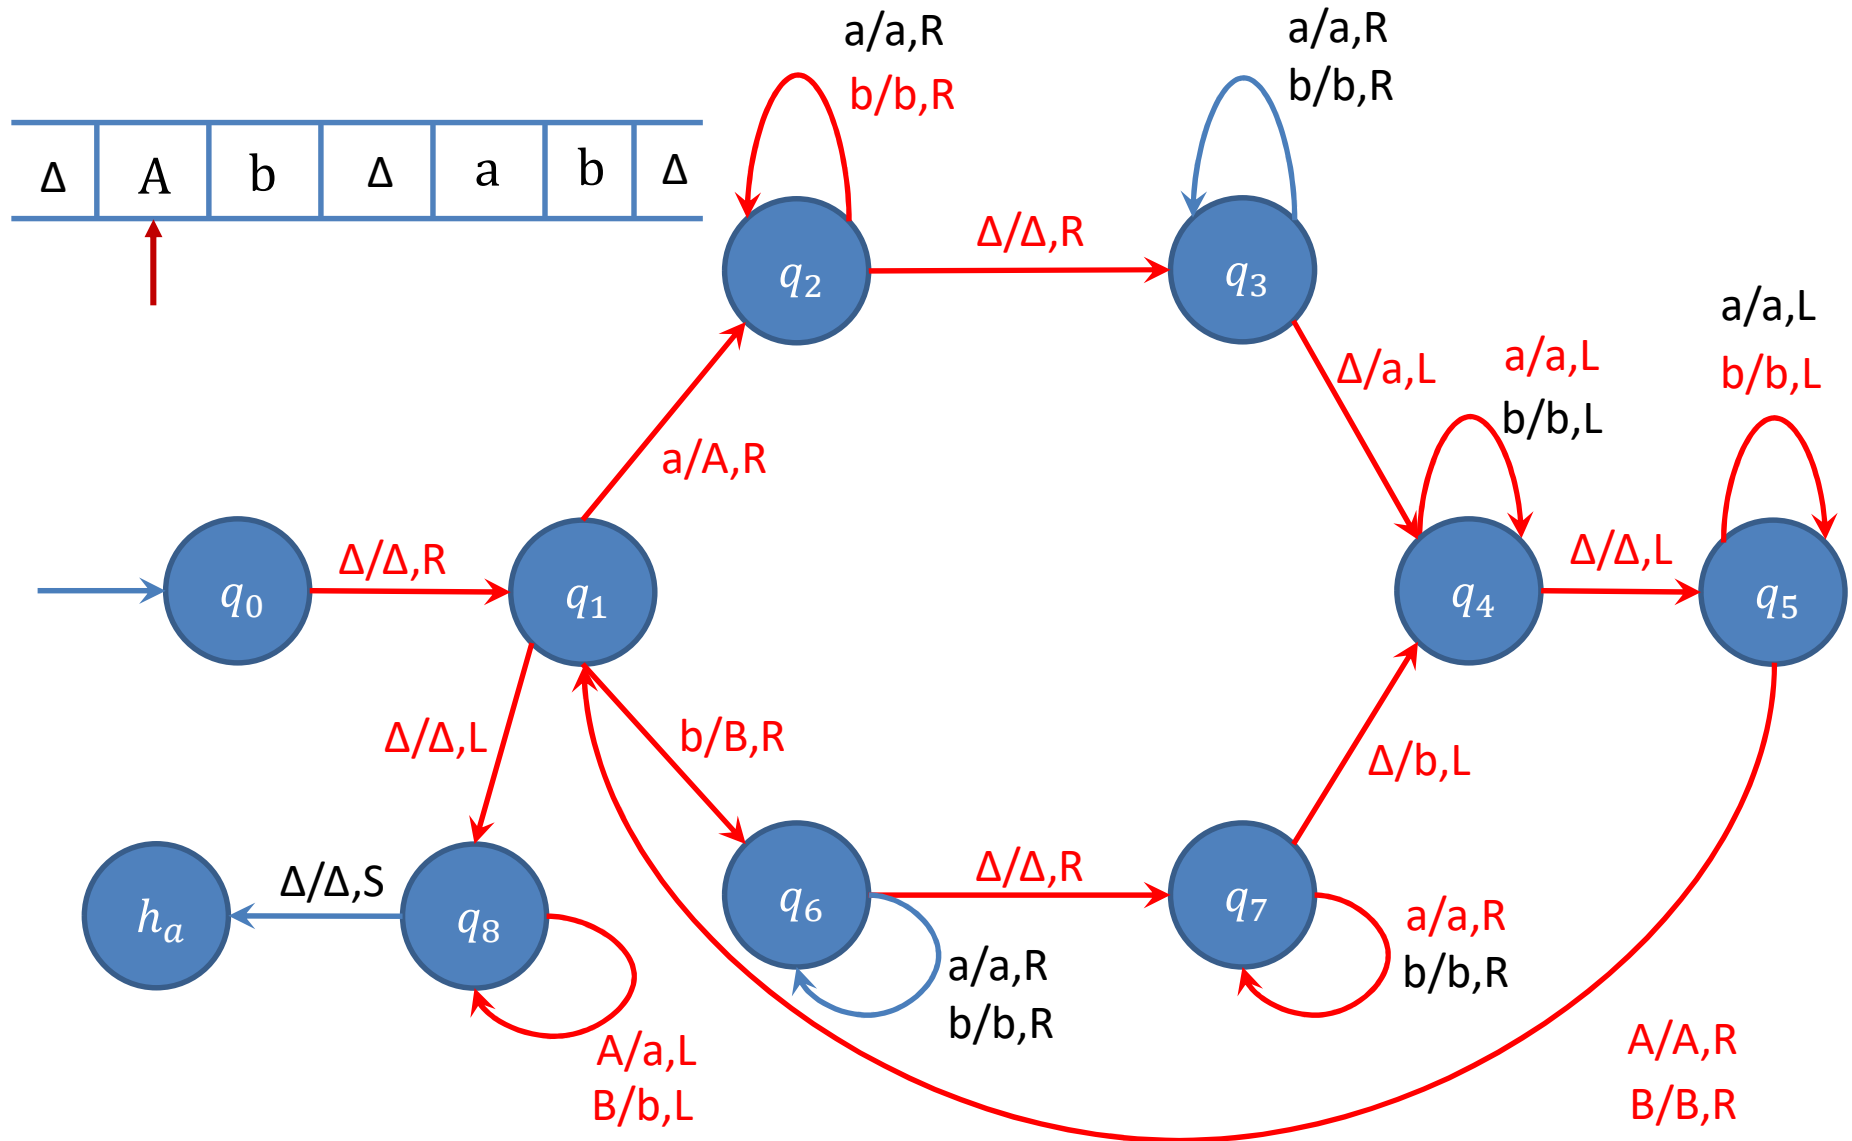 a/a,R
b/b,R
a/a,R
b/b,R
Δ A b Δ a b Δ
q₂
Δ/Δ,R
q₃
a/a,L
b/b,L
Δ/a,L
a/a,L
b/b,L
a/A,R
q₀
Δ/Δ,R
q₁
q₄
Δ/Δ,L
q₅
Δ/Δ,L
b/B,R
Δ/b,L
hₐ
Δ/Δ,S
q₈
q₆
Δ/Δ,R
q₇
a/a,R
b/b,R
a/a,R
b/b,R
A/a,L
B/b,L
A/A,R
B/B,R